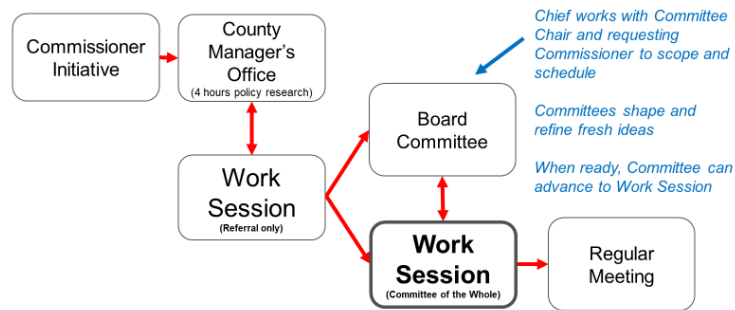 Commissioner
Initiative
County
Manager's
Office
(4 hours policy research)
Work
Session
(Referral only)
Board
Committee
Work
Session
(Committee of the Whole)
Regular
Meeting
Chief works with Committee
Chair and requesting
Commissioner to scope and
schedule
Committees shape and
refine fresh ideas
When ready, Committee can
advance to Work Session